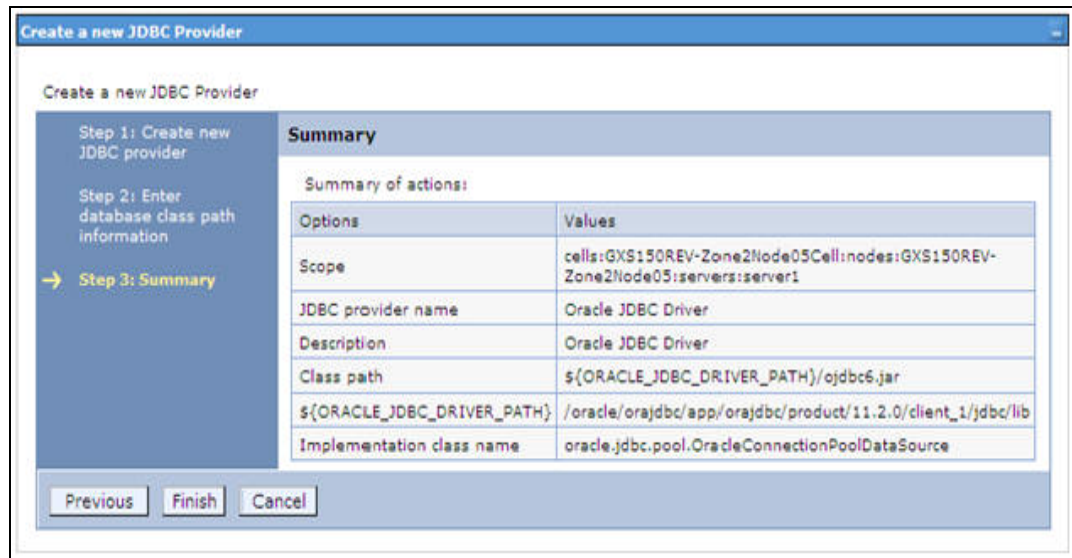 Create a new JDBC Provider
Create a new JDBC Provider
Step 1: Create new
JDBC provider
Step 2: Enter
database class path
information
Step 3: Summary
Summary
Summary of actions:
Options Values
Scope cells:GXS150REV-Zone2Node05Cell:nodes:GXS150REV-
Zone2Node05:servers:server1
JDBC provider name Oracle JDBC Driver
Description Oracle JDBC Driver
Class path ${ORACLE_JDBC_DRIVER_PATH}/ojdbc6.jar
${ORACLE_JDBC_DRIVER_PATH} /oracle/orajdbc/app/orajdbc/product/11.2.0/client_1/jdbc/lib
Implementation class name oracle.jdbc.pool.OracleConnectionPoolDataSource
Previous Finish Cancel